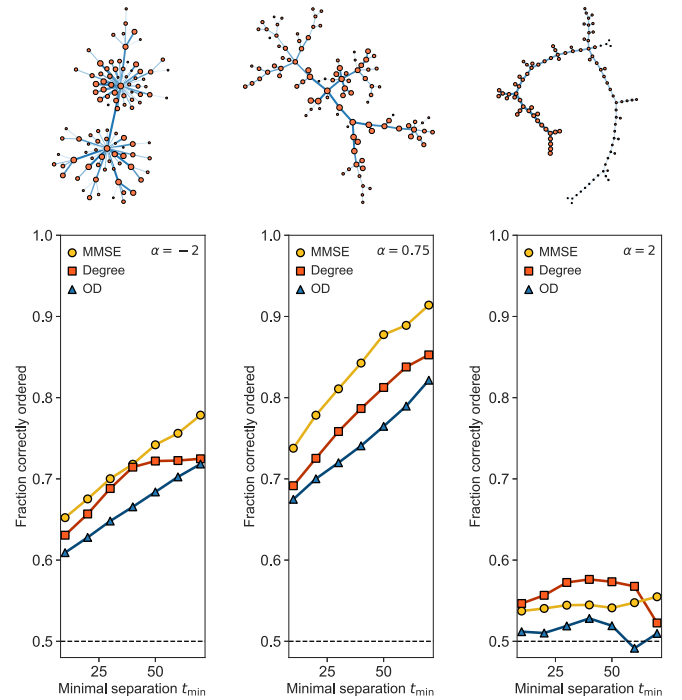 1.0
0.9
0.8
0.7
0.6
0.5
Fraction correctly ordered
MMSE
Degree
OD
α = −2
25
50
Minimal separation tmin
1.0
0.9
0.8
0.7
0.6
0.5
Fraction correctly ordered
MMSE
Degree
OD
α = 0.75
25
50
Minimal separation tmin
1.0
0.9
0.8
0.7
0.6
0.5
Fraction correctly ordered
MMSE
Degree
OD
α = 2
25
50
Minimal separation tmin